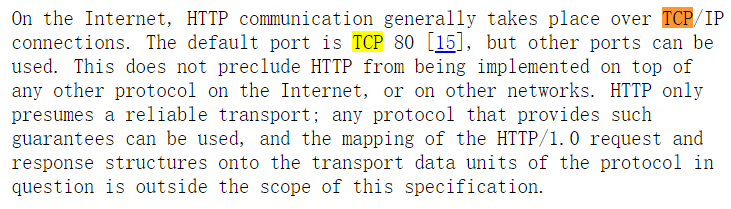 On the Internet, HTTP communication generally takes place over TCP/IP
connections. The default port is TCP 80 [15], but other ports can be
used. This does not preclude HTTP from being implemented on top of
any other protocol on the Internet, or on other networks. HTTP only
presumes a reliable transport; any protocol that provides such
guarantees can be used, and the mapping of the HTTP/1.0 request and
response structures onto the transport data units of the protocol in
question is outside the scope of this specification.